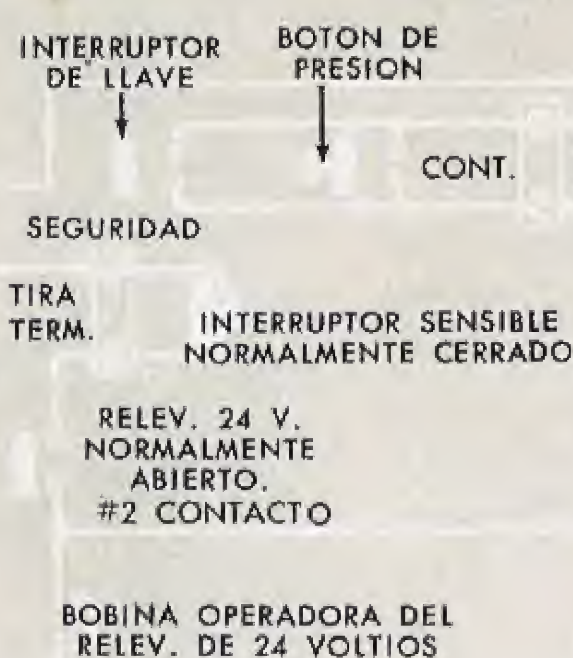 INTERRUPTOR
DE LLAVE
BOTON DE
PRESION
CONT.
SEGURIDAD
TIRA
TERM.
INTERRUPTOR SENSIBLE
NORMALMENTE CERRADO
RELEV. 24 V.
NORMALMENTE
ABIERTO.
#2 CONTACTO
BOBINA OPERADORA DEL
RELEV. DE 24 VOLTIOS